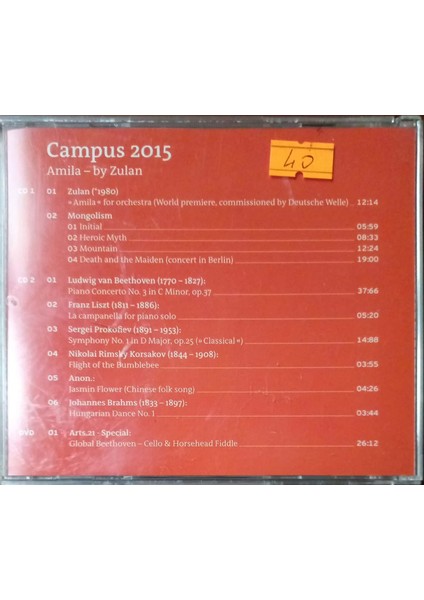 Campus 2015
Amila – by Zulan
40
CD 1 01 Zulan (*1980)
»Amila« for orchestra (World premiere, commissioned by Deutsche Welle) 12:14
02 Mongolism
01 Initial 05:59
02 Heroic Myth 08:33
03 Mountain 12:24
04 Death and the Maiden (concert in Berlin) 19:00
CD 2 01 Ludwig van Beethoven (1770 – 1827):
Piano Concerto No. 3 in C Minor, op.37 37:66
02 Franz Liszt (1811 – 1886):
La campanella for piano solo 05:20
03 Sergei Prokofiev (1891 – 1953):
Symphony No. 1 in D Major, op.25 (»Classical«) 14:88
04 Nikolai Rimsky Korsakov (1844 – 1908):
Flight of the Bumblebee 03:55
05 Anon.:
Jasmin Flower (Chinese folk song) 04:26
06 Johannes Brahms (1833 – 1897):
Hungarian Dance No. 1 03:44
DVD 01 Arts.21 - Special:
Global Beethoven – Cello & Horsehead Fiddle 26:12